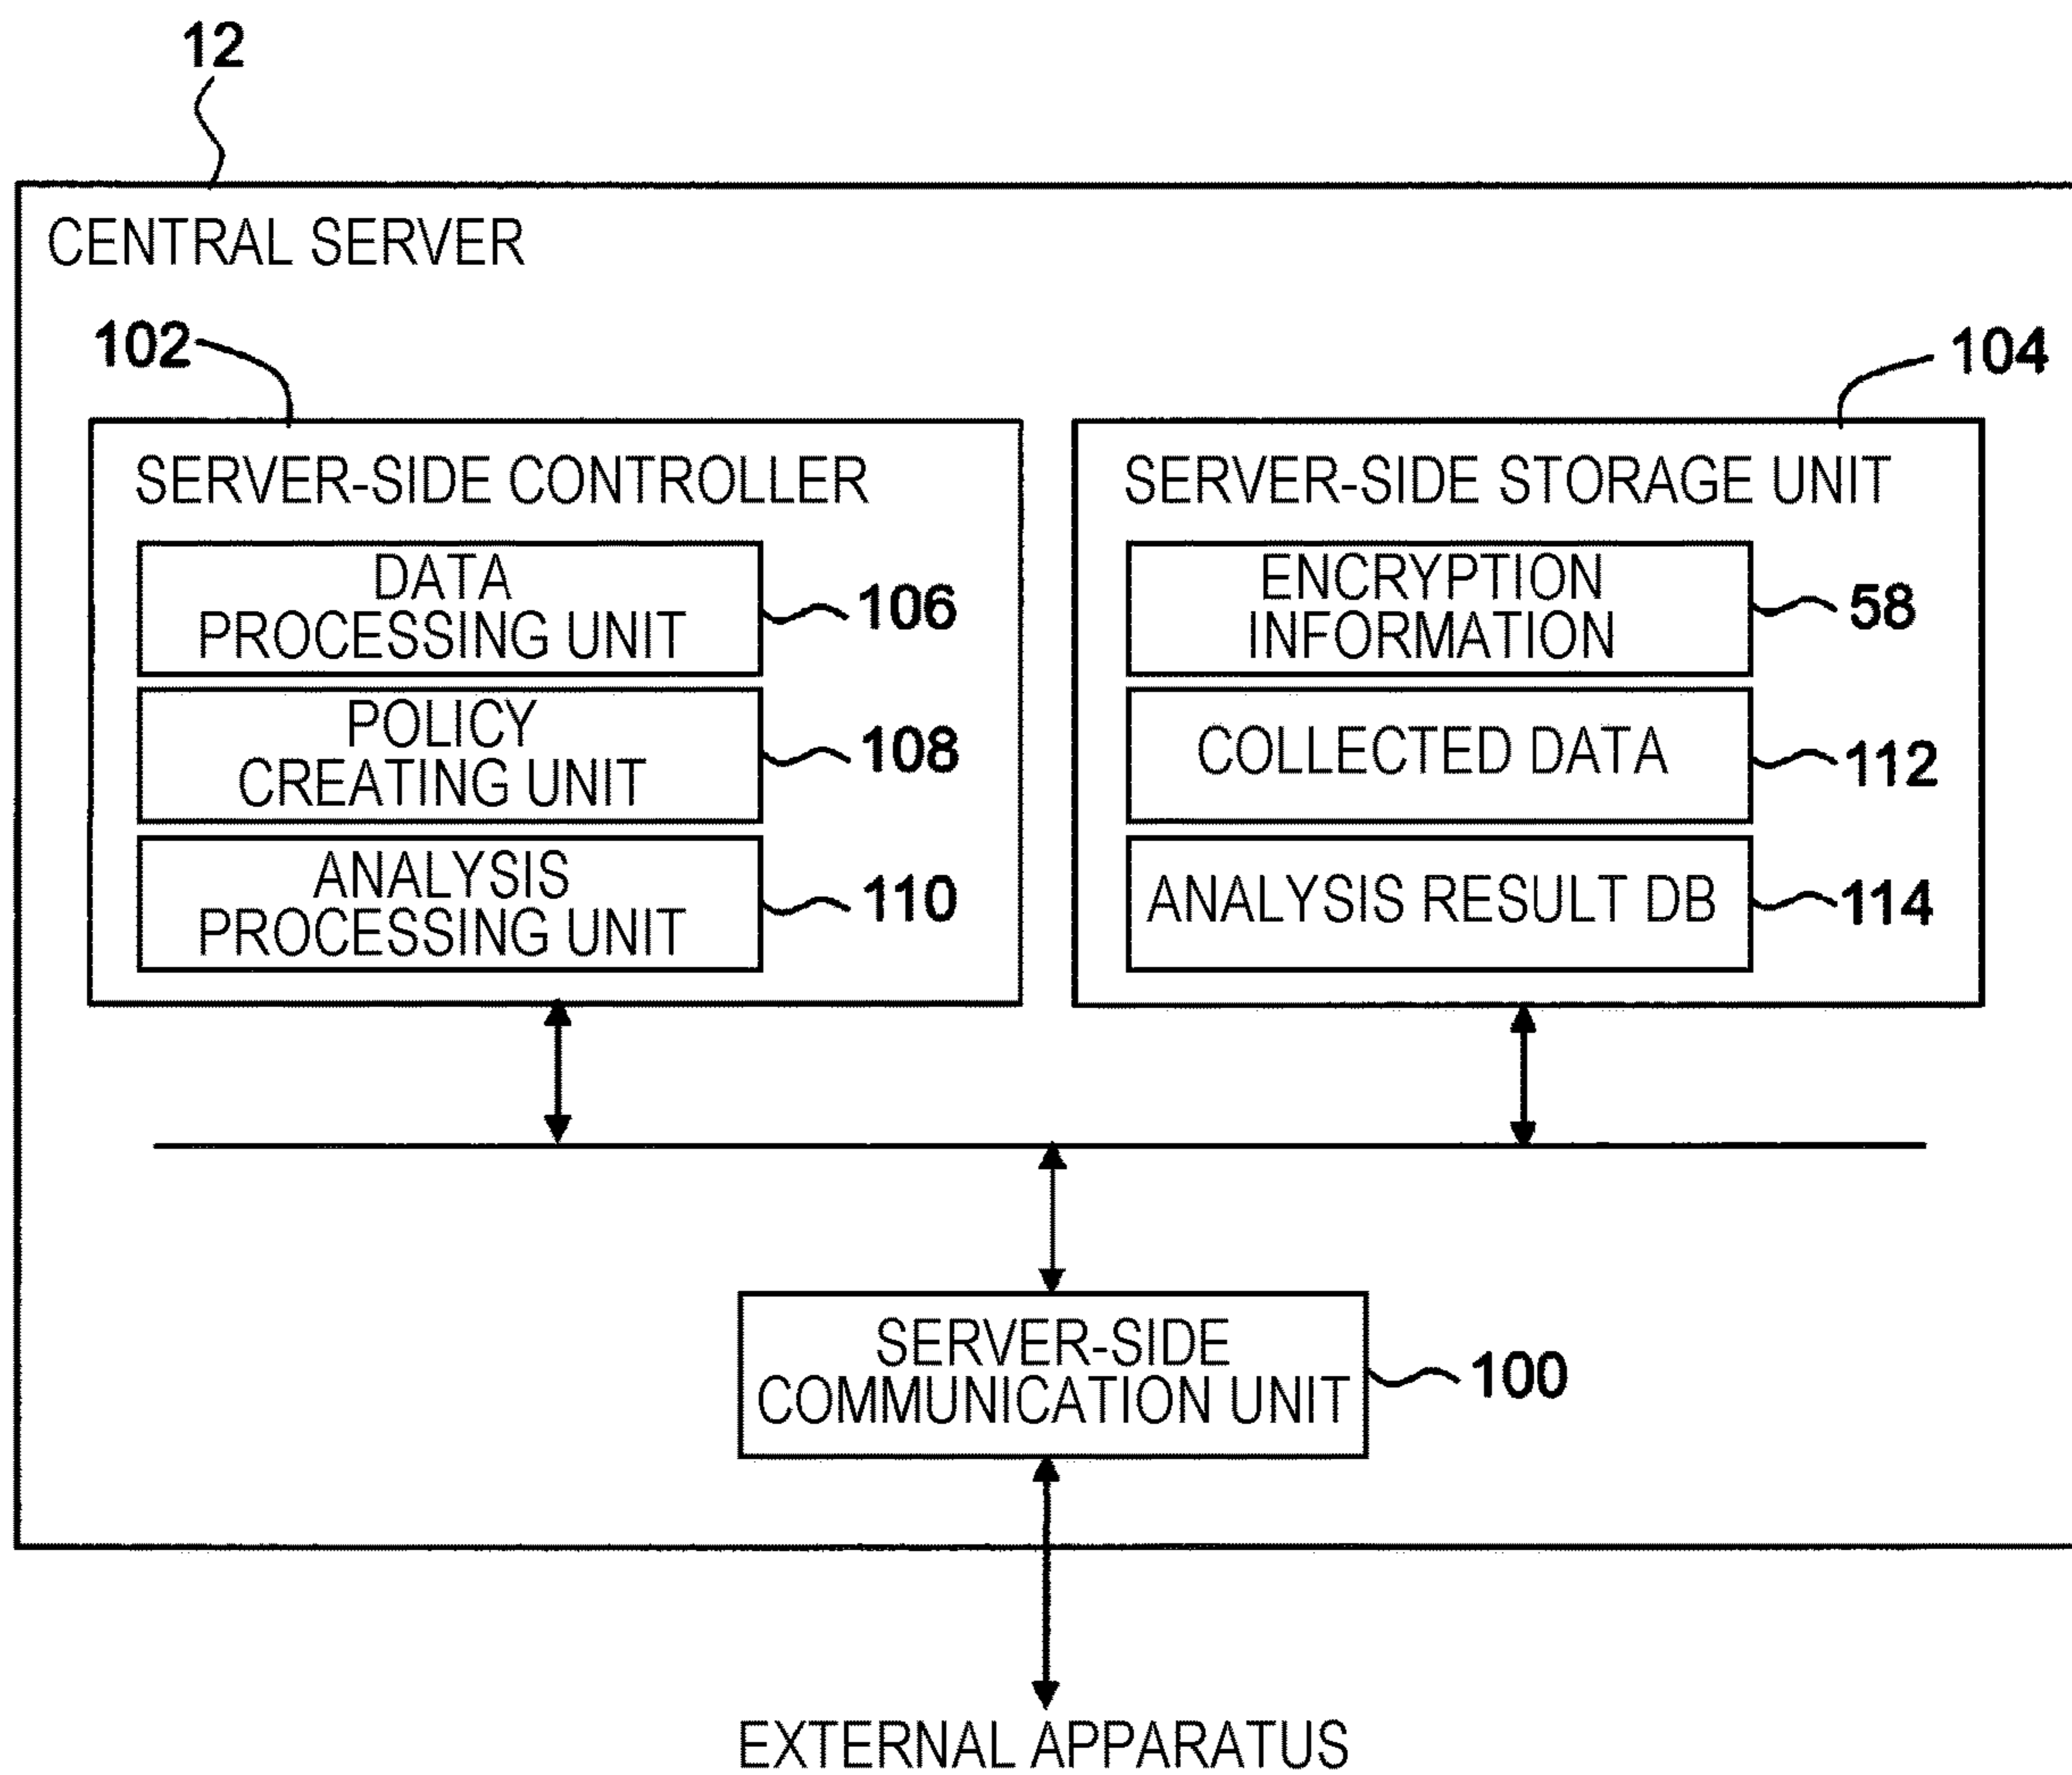 12
CENTRAL SERVER
102
104
SERVER-SIDE CONTROLLER
DATA
PROCESSING UNIT
106
POLICY
CREATING UNIT
108
ANALYSIS
PROCESSING UNIT
110
SERVER-SIDE STORAGE UNIT
ENCRYPTION
INFORMATION
58
COLLECTED DATA
112
ANALYSIS RESULT DB
114
SERVER-SIDE
COMMUNICATION UNIT
100
EXTERNAL APPARATUS